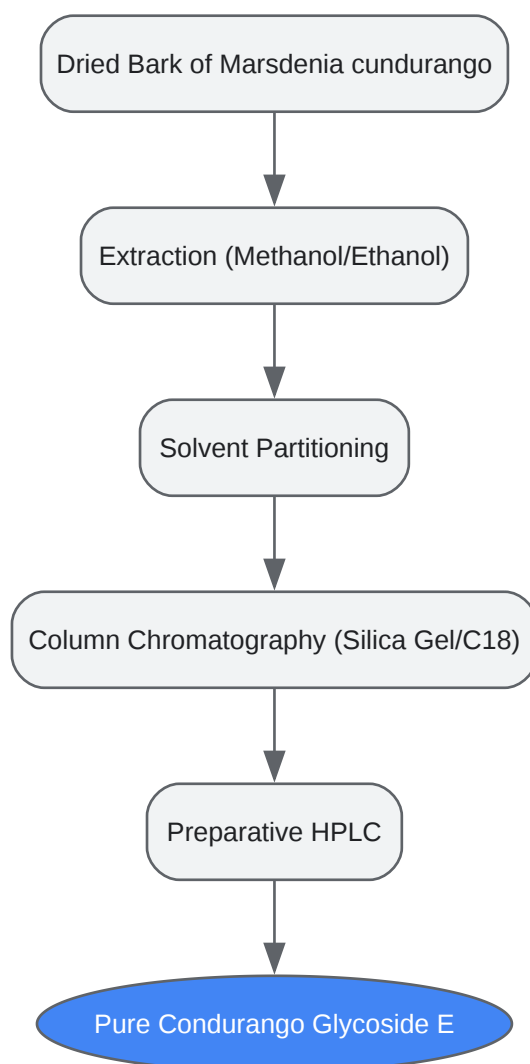 Dried Bark of Marsdenia cundurango
Extraction (Methanol/Ethanol)
Solvent Partitioning
Column Chromatography (Silica Gel/C18)
Preparative HPLC
Pure Condurango Glycoside E